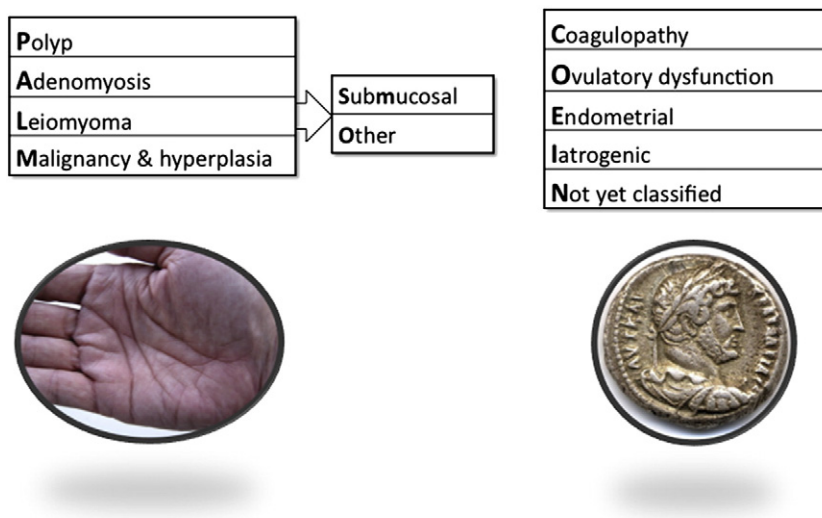 Polyp
Adenomyosis
Leiomyoma
Malignancy & hyperplasia
Submucosal
Other
Coagulopathy
Ovulatory dysfunction
Endometrial
Iatrogenic
Not yet classified